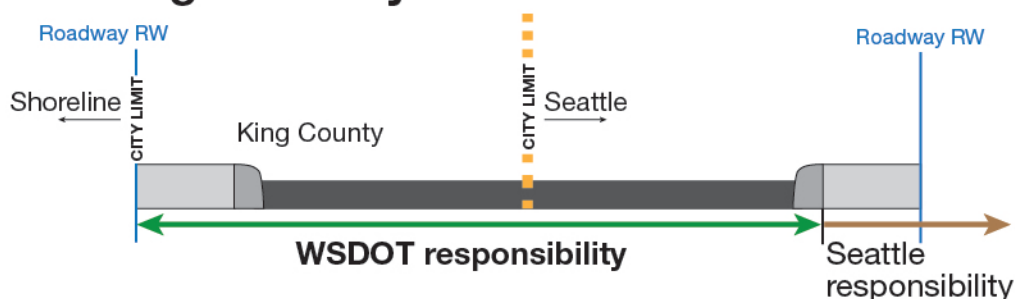 Roadway RW
Roadway RW
CITY LIMIT
CITY LIMIT
Shoreline
Seattle
King County
WSDOT responsibility
Seattle
responsibility